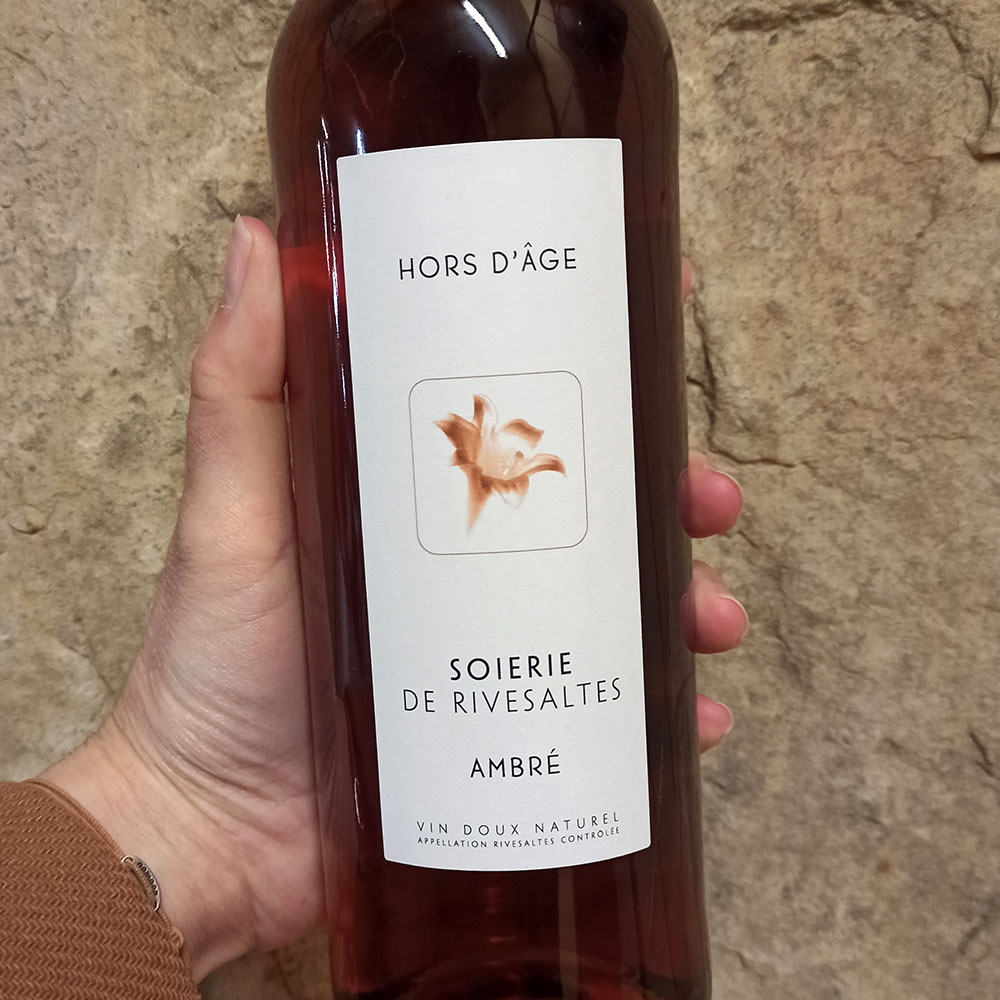 HORS D'ÂGE
SOIERIE
DE RIVESALTES
AMBRÉ
VIN DOUX NATUREL
APPELLATION RIVESALTES CONTRÔLÉE